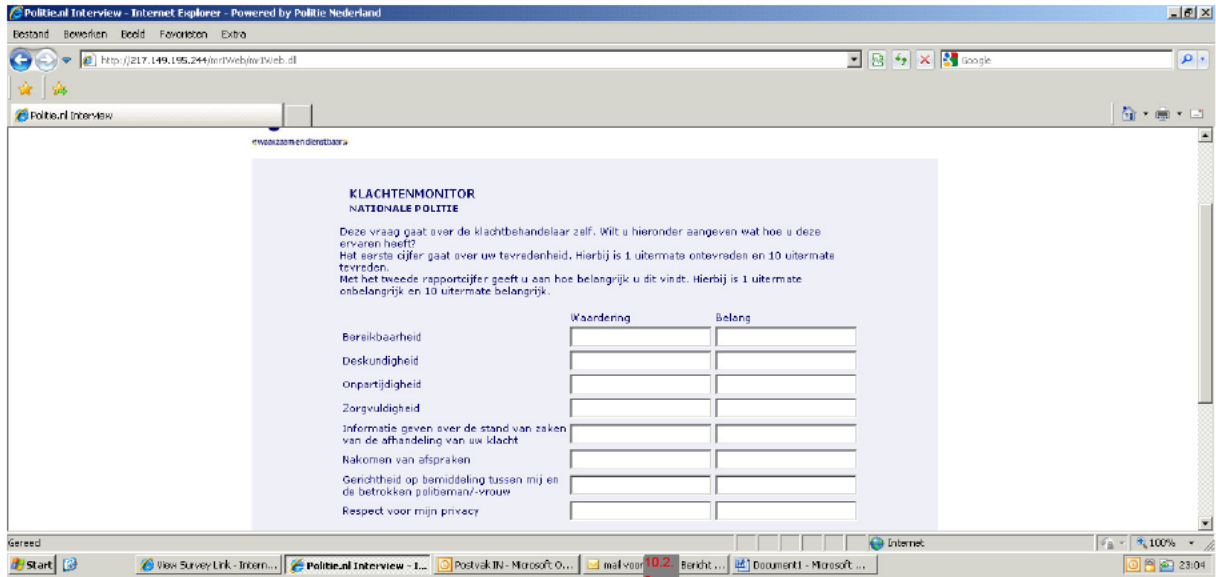 Politie.nl Interview - Internet Explorer - Powered by Politie Nederland
Bestand Bewerken Beeld Favorieten Extra
http://217.149.195.244/mrIWeb/mrIWeb.dll
Google
Politie.nl Interview
«waakzaam en dienstbaar»
KLACHTENMONITOR
NATIONALE POLITIE
Deze vraag gaat over de klachtbehandelaar zelf. Wilt u hieronder aangeven wat hoe u deze
ervaren heeft?
Het eerste cijfer gaat over uw tevredenheid. Hierbij is 1 uitermate ontevreden en 10 uitermate
tevreden.
Met het tweede rapportcijfer geeft u aan hoe belangrijk u dit vindt. Hierbij is 1 uitermate
onbelangrijk en 10 uitermate belangrijk.
Waardering Belang
Bereikbaarheid
Deskundigheid
Onpartijdigheid
Zorgvuldigheid
Informatie geven over de stand van zaken
van de afhandeling van uw klacht
Nakomen van afspraken
Gerichtheid op bemiddeling tussen mij en
de betrokken politieman/-vrouw
Respect voor mijn privacy
Gereed Internet 100%
Start View Survey Link - Intern... Politie.nl Interview - I... Postvak IN - Microsoft O... mail voor 10.2. Bericht ... Document1 - Microsoft ... 23:04